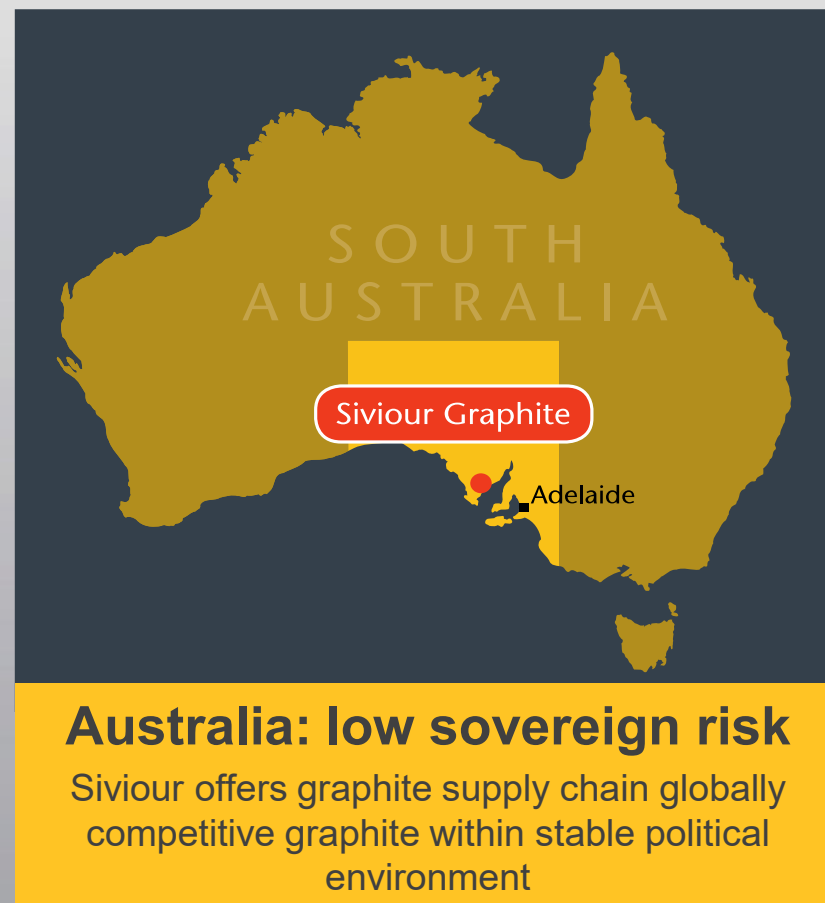 SOUTH
AUSTRALIA
Siviour Graphite
Adelaide
Australia: low sovereign risk
Siviour offers graphite supply chain globally
competitive graphite within stable political
environment